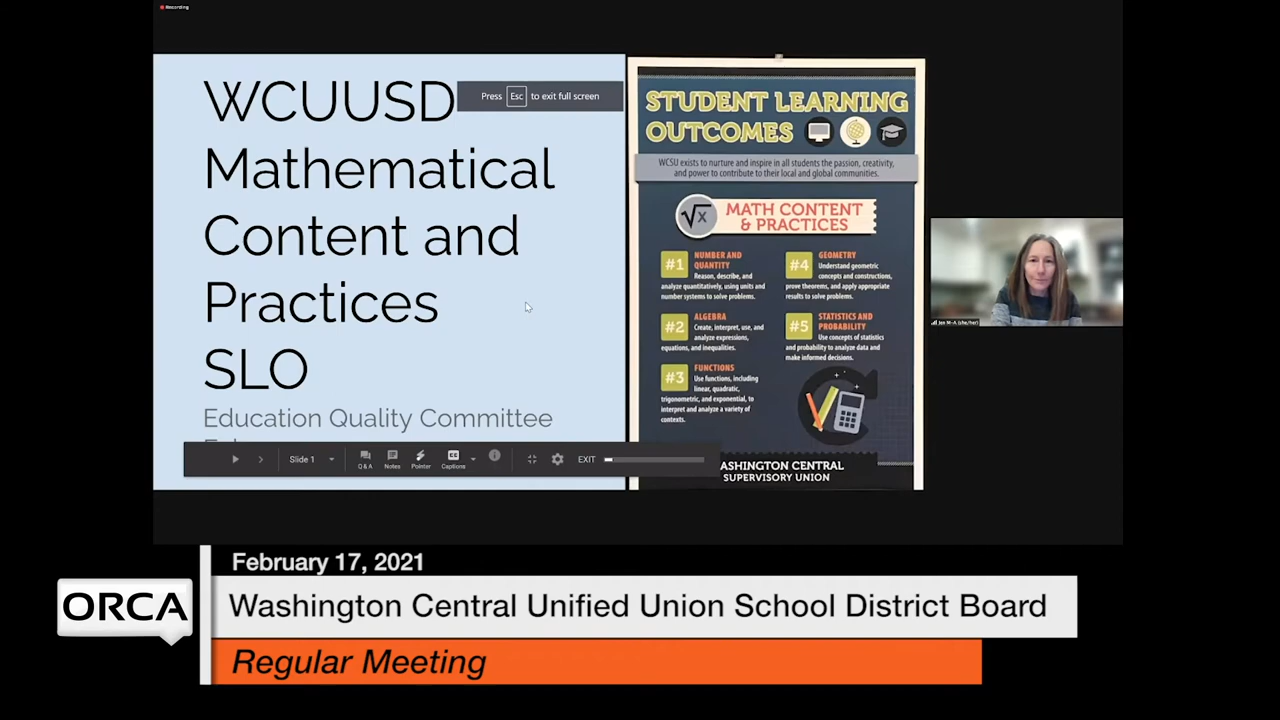 Recording
WCUUSD
Mathematical
Content and
Practices
SLO
Education Quality Committee
Press Esc to exit full screen
Slide 1
Q & A
Notes
Pointer
Captions
EXIT
STUDENT LEARNING
OUTCOMES
WCSU exists to nurture and inspire in all students the passion, creativity,
and power to contribute to their local and global communities.
√x
MATH CONTENT
& PRACTICES
#1 NUMBER AND
QUANTITY
Reason, describe, and
analyze quantitatively, using units and
number systems to solve problems.
#2 ALGEBRA
Create, interpret, use, and
analyze expressions,
equations, and inequalities.
#3 FUNCTIONS
Use functions, including
linear, quadratic,
trigonometric, and exponential, to
interpret and analyze a variety of
contexts.
#4 GEOMETRY
Understand geometric
concepts and constructions,
prove theorems, and apply appropriate
results to solve problems.
#5 STATISTICS AND
PROBABILITY
Use concepts of statistics
and probability to analyze data and
make informed decisions.
ASHINGTON CENTRAL
SUPERVISORY UNION
Jen M-A (she/her)
February 17, 2021
ORCA
Washington Central Unified Union School District Board
Regular Meeting